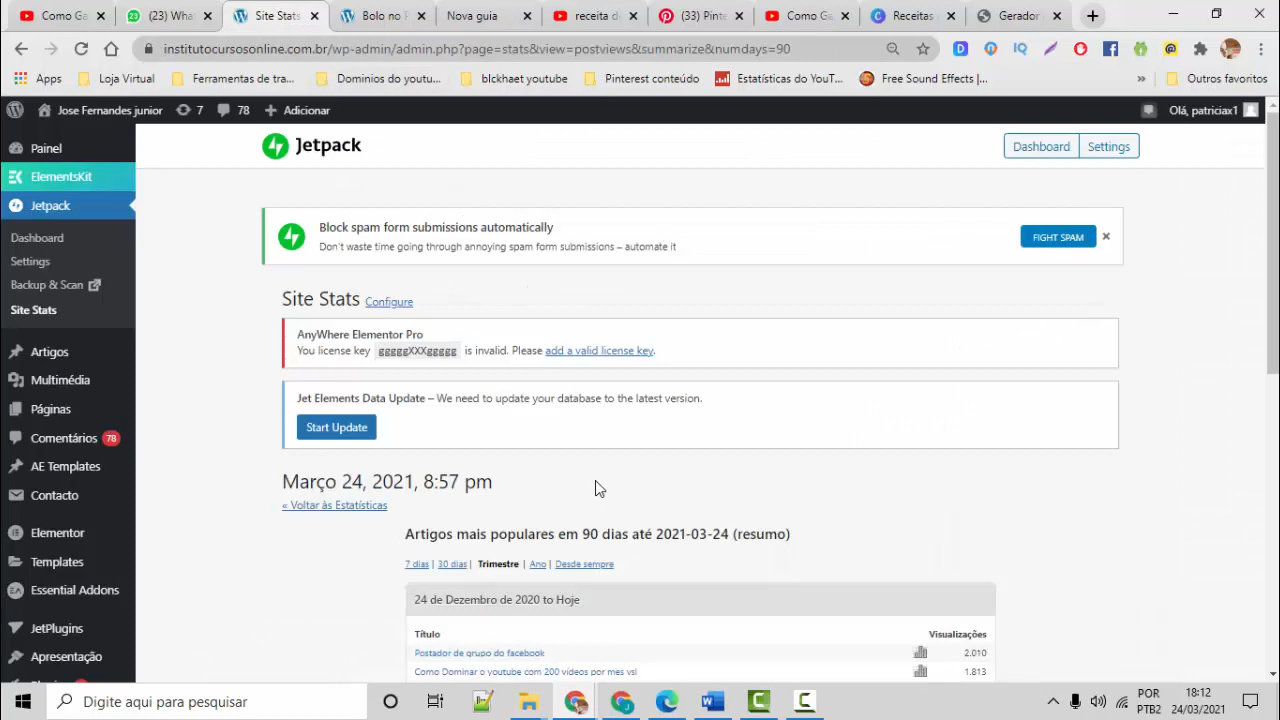 Como Ga
(23) Wha
Site Stats
Bolo no F
Nova guia
receita d
(33) Pinte
Como Ga
Receitas
Gerador
institutocursosonline.com.br/wp-admin/admin.php?page=stats&view=postviews&summarize&numdays=90
Apps
Loja Virtual
Ferramentas de tra...
Dominios do youtu...
blckhaet youtube
Pinterest conteúdo
Estatísticas do YouT...
Free Sound Effects |...
»
Outros favoritos
Jose Fernandes junior
7
78
Adicionar
Olá, patriciax1
Painel
ElementsKit
Jetpack
Dashboard
Settings
Backup & Scan
Site Stats
Artigos
Multimédia
Páginas
Comentários 78
AE Templates
Contacto
Elementor
Templates
Essential Addons
JetPlugins
Apresentação
Jetpack
Dashboard
Settings
Block spam form submissions automatically
Don't waste time going through annoying spam form submissions – automate it
FIGHT SPAM
Site Stats Configure
AnyWhere Elementor Pro
You license key gggggXXXggggg is invalid. Please add a valid license key.
Jet Elements Data Update – We need to update your database to the latest version.
Start Update
Março 24, 2021, 8:57 pm
« Voltar às Estatísticas
Artigos mais populares em 90 dias até 2021-03-24 (resumo)
7 dias | 30 dias | Trimestre | Ano | Desde sempre
24 de Dezembro de 2020 to Hoje
Título Visualizações
Postador de grupo do facebook 2.010
Como Dominar o youtube com 200 vídeos por mes vsl 1.813
Digite aqui para pesquisar
POR
PTB2
18:12
24/03/2021